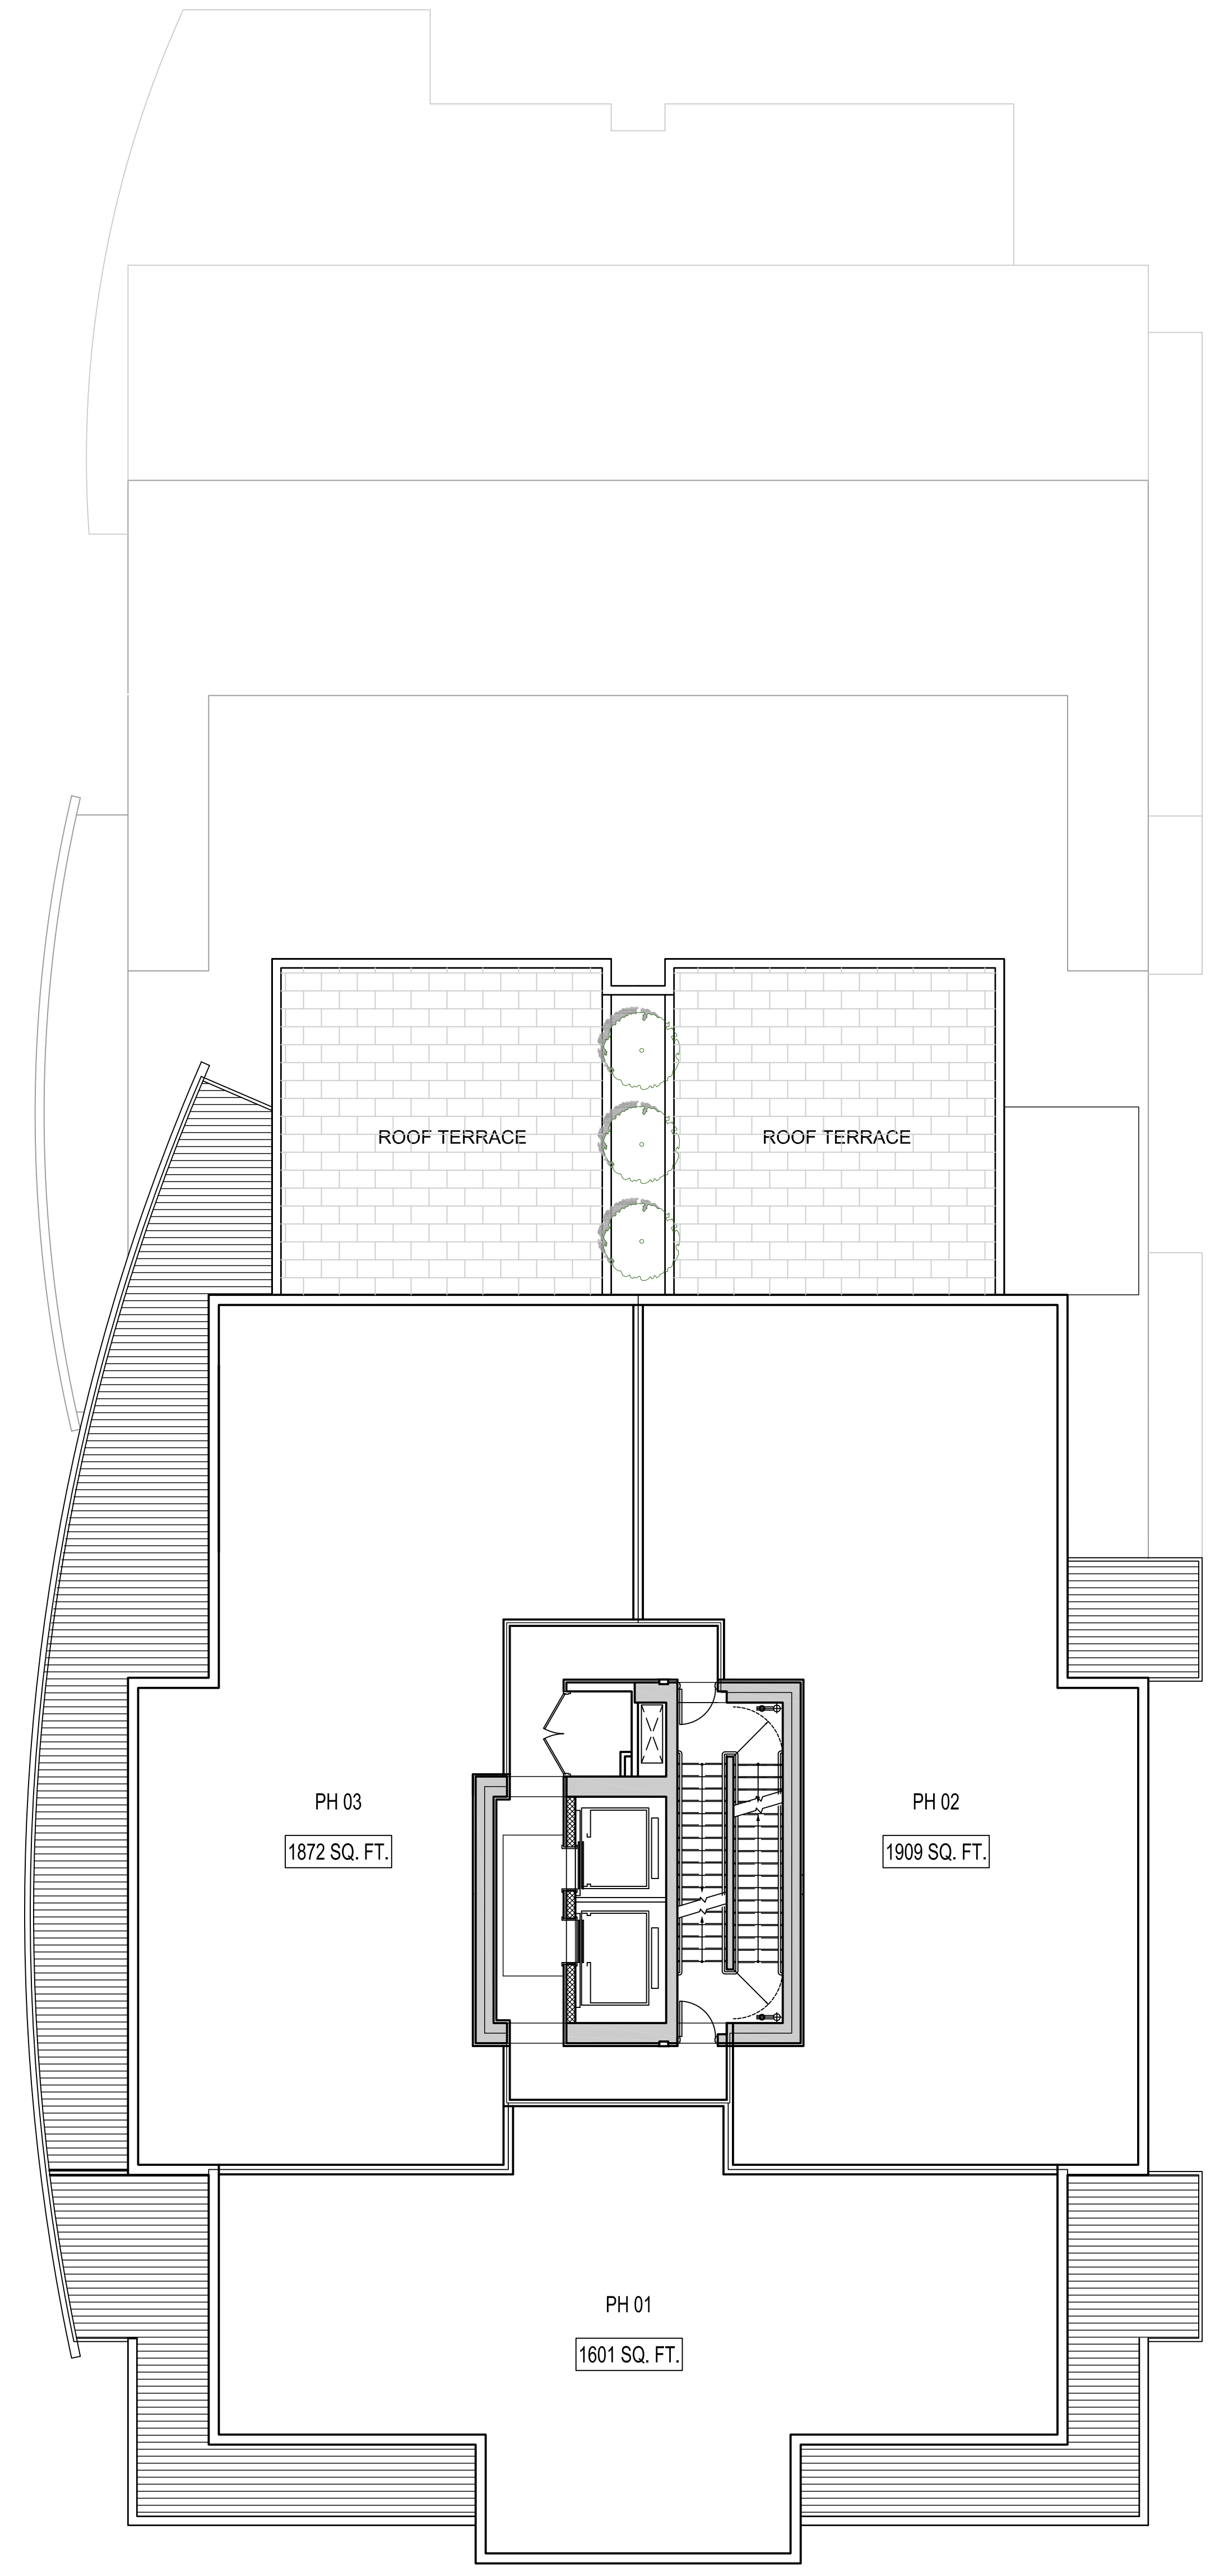 ROOF TERRACE
ROOF TERRACE
PH 03
1872 SQ. FT.
PH 02
1909 SQ. FT.
PH 01
1601 SQ. FT.